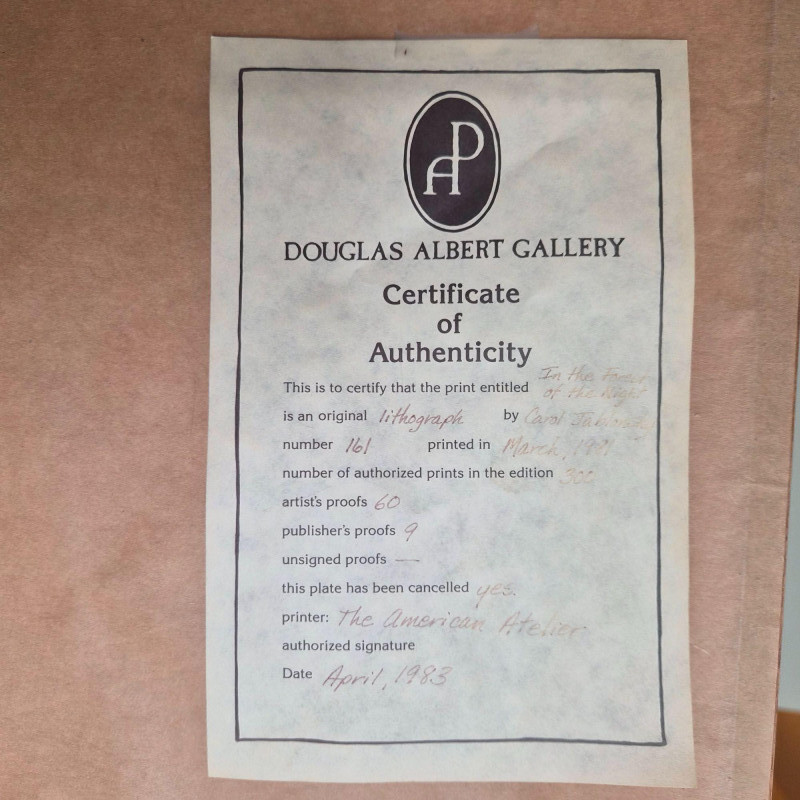 AP
DOUGLAS ALBERT GALLERY
Certificate
of
Authenticity
This is to certify that the print entitled In the Forest
of the Night
is an original lithograph by Carol
number 161 printed in March,
number of authorized prints in the edition 300
artist's proofs 60
publisher's proofs 9
unsigned proofs —
this plate has been cancelled yes.
printer: The American Atelier
authorized signature
Date April, 1983